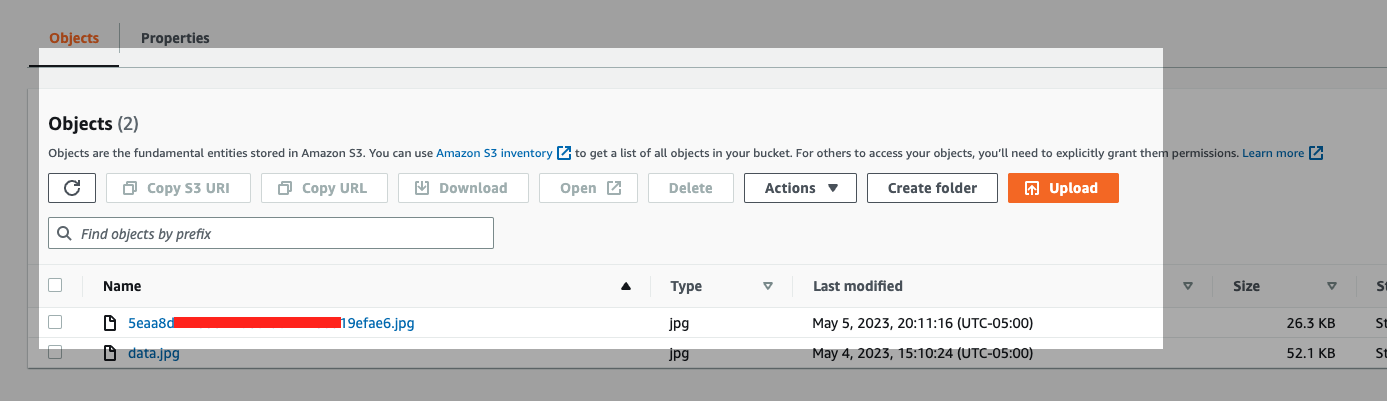 Objects Properties
Objects (2)
Objects are the fundamental entities stored in Amazon S3. You can use Amazon S3 inventory to get a list of all objects in your bucket. For others to access your objects, you'll need to explicitly grant them permissions. Learn more
Copy S3 URI Copy URL Download Open Delete Actions Create folder Upload
Find objects by prefix
Name Type Last modified Size
5eaa8d 19efae6.jpg jpg May 5, 2023, 20:11:16 (UTC-05:00) 26.3 KB
data.jpg jpg May 4, 2023, 15:10:24 (UTC-05:00) 52.1 KB